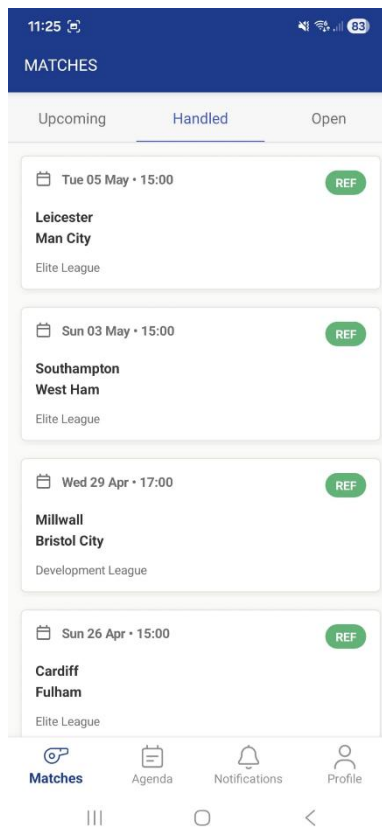 11:25
83
MATCHES
Upcoming Handled Open
Tue 05 May • 15:00 REF
Leicester
Man City
Elite League
Sun 03 May • 15:00 REF
Southampton
West Ham
Elite League
Wed 29 Apr • 17:00 REF
Millwall
Bristol City
Development League
Sun 26 Apr • 15:00 REF
Cardiff
Fulham
Elite League
Matches Agenda Notifications Profile